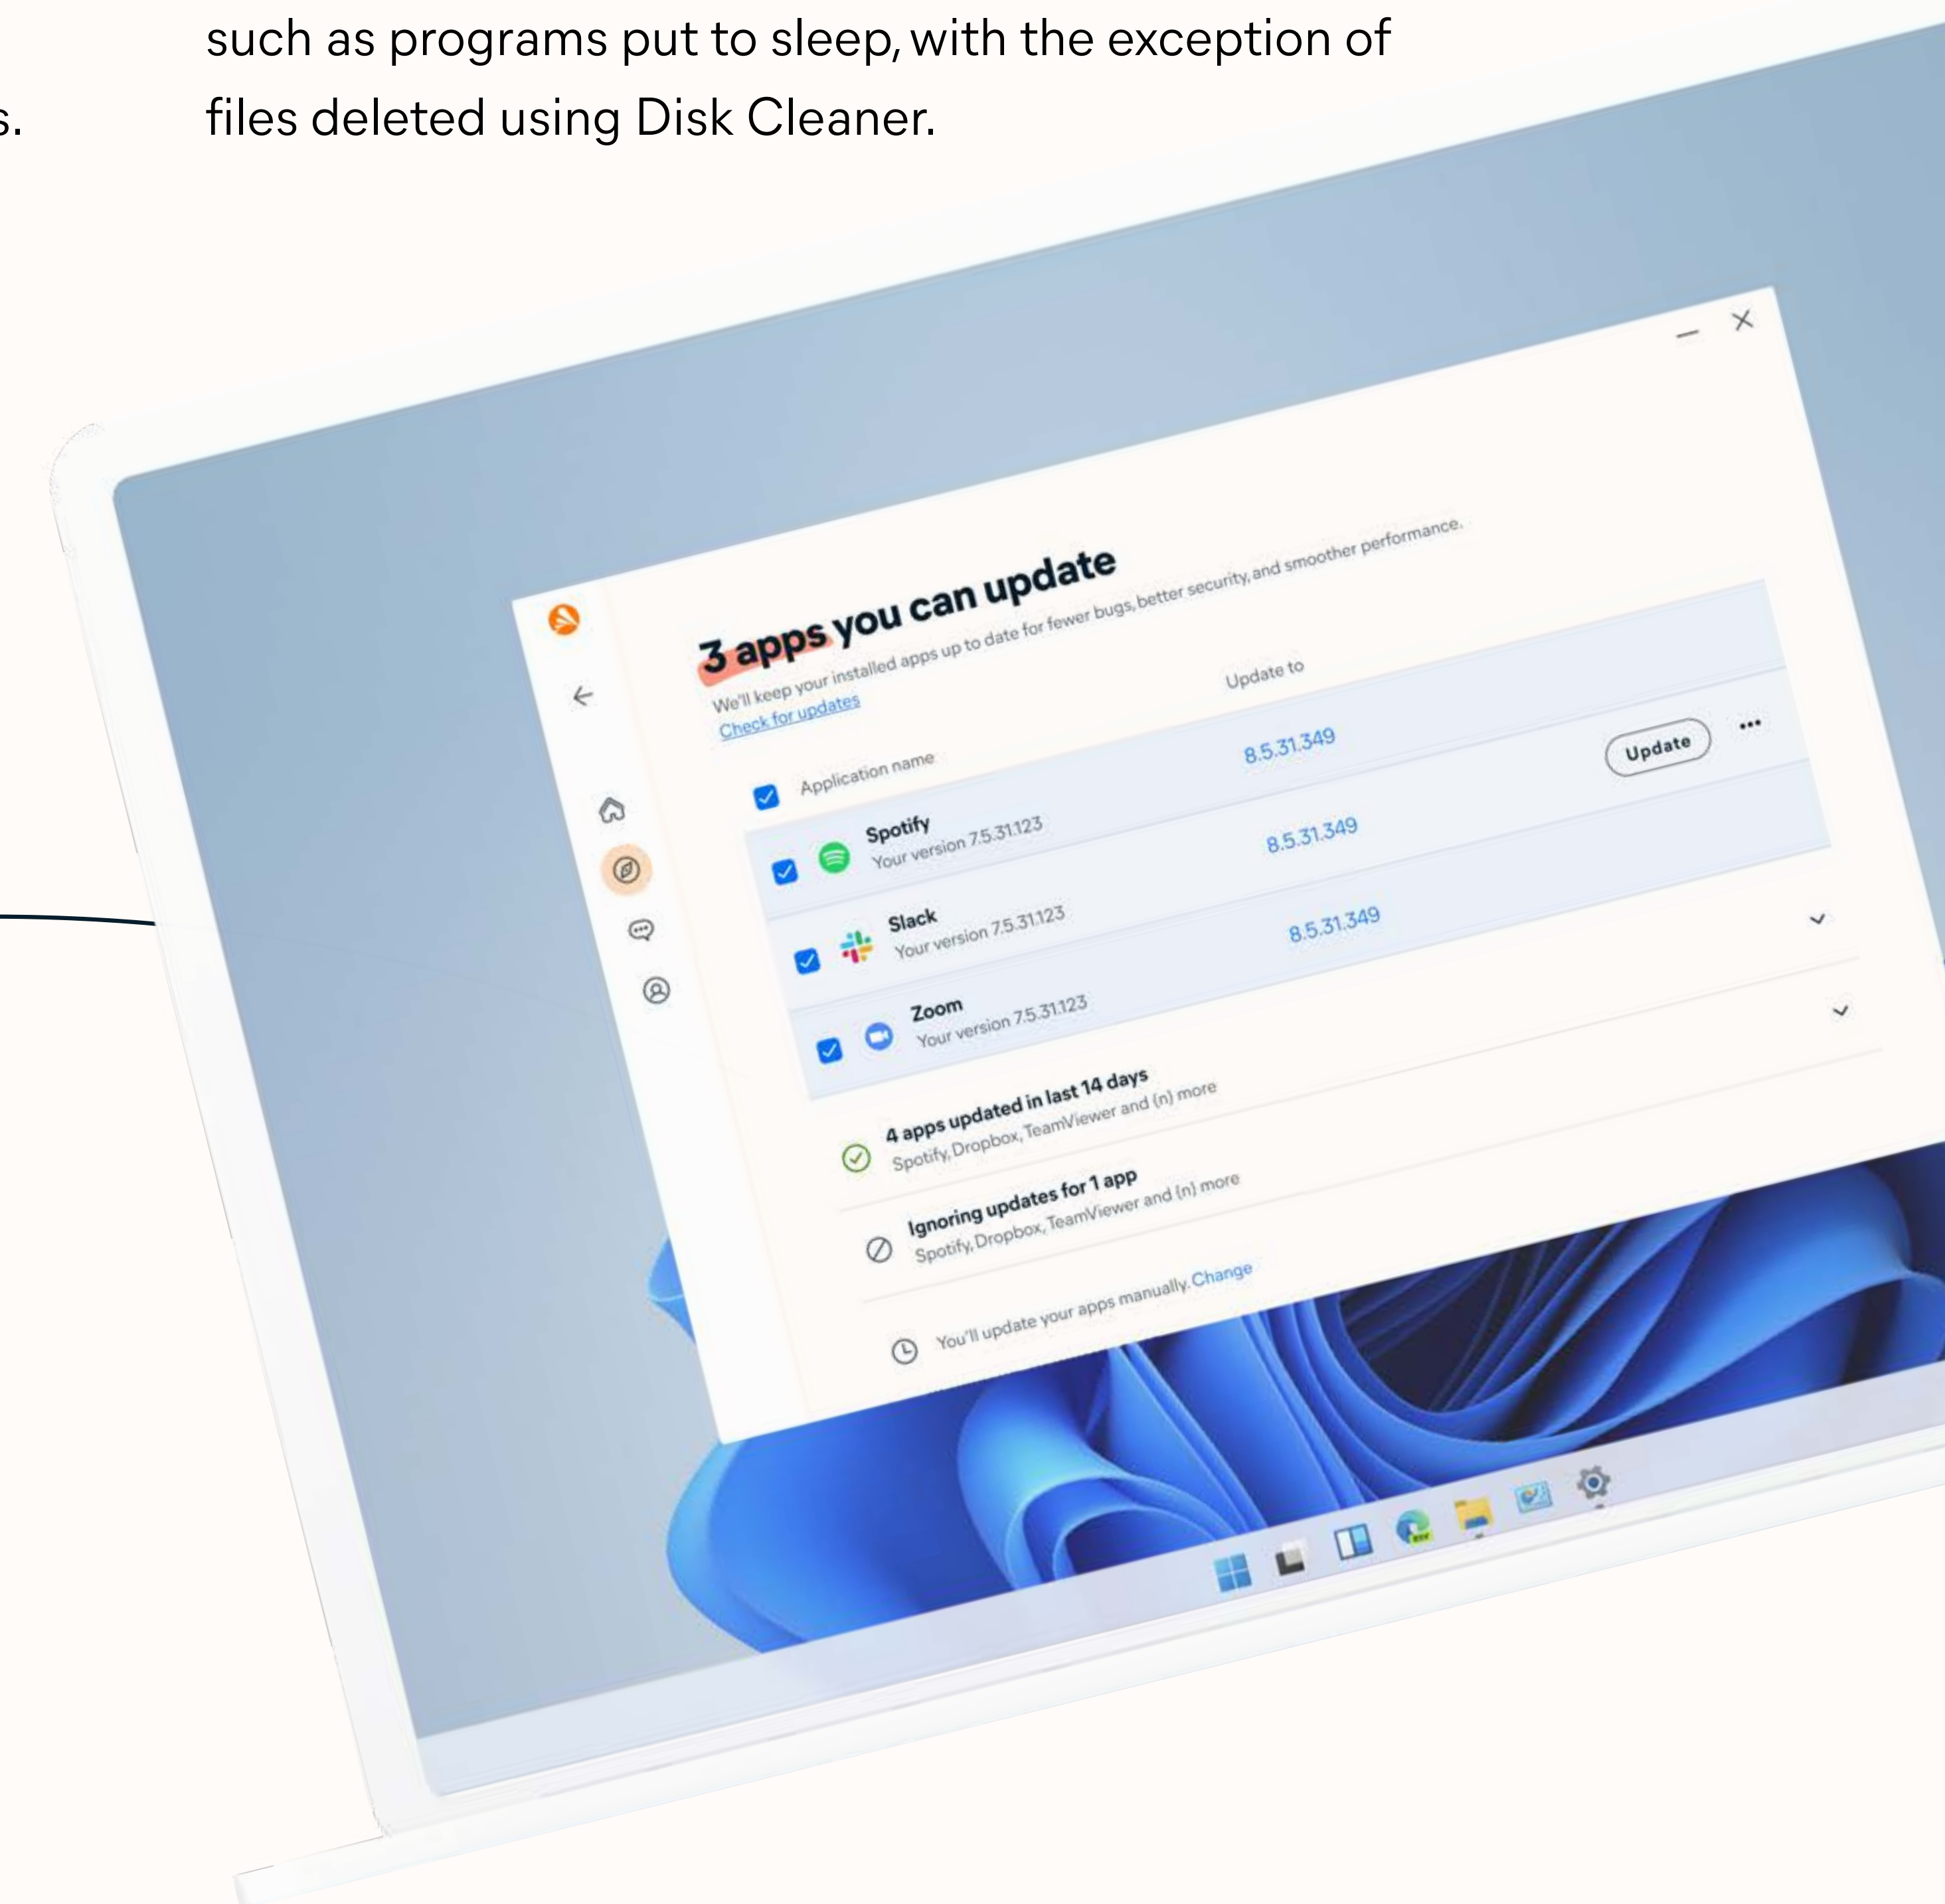 such as programs put to sleep, with the exception of
s.
files deleted using Disk Cleaner.
3 apps you can update
We'll keep your installed apps up to date for fewer bugs, better security, and smoother performance.
Check for updates
Application name
Update to
Spotify
Your version 7.5.31.123
8.5.31.349
Slack
Your version 7.5.31.123
8.5.31.349
Update
Zoom
Your version 7.5.31.123
8.5.31.349
4 apps updated in last 14 days
Spotify, Dropbox, TeamViewer and {n} more
Ignoring updates for 1 app
Spotify, Dropbox, TeamViewer and {n} more
You'll update your apps manually. Change